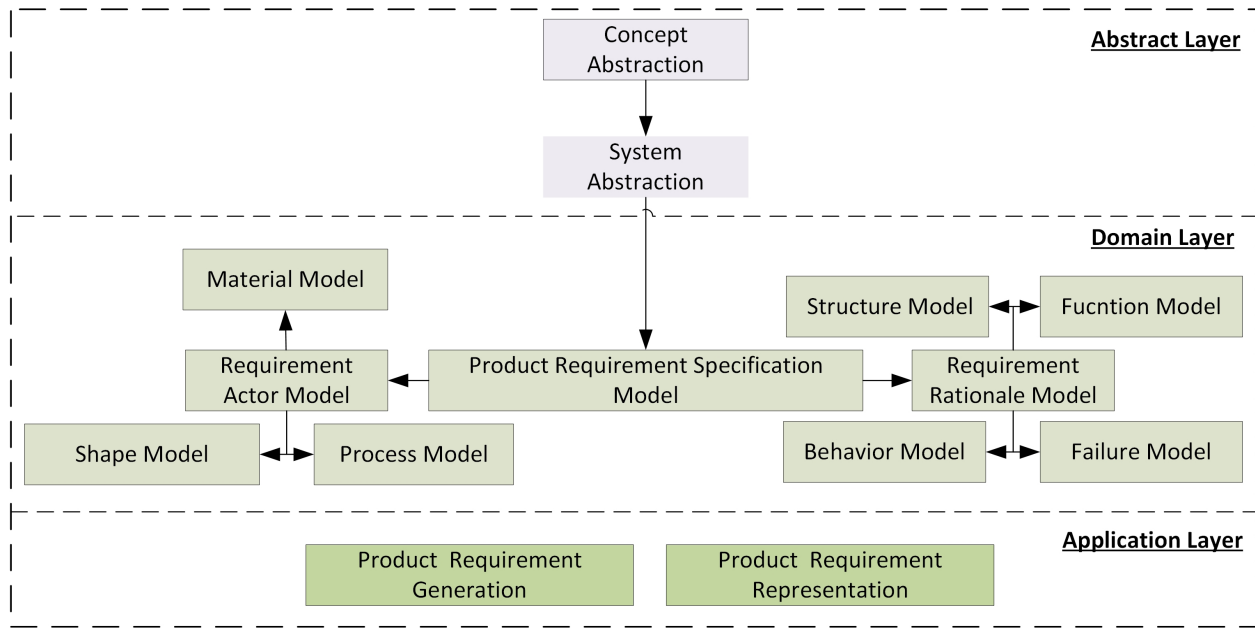 Concept
Abstraction
Abstract Layer
System
Abstraction
Domain Layer
Material Model
Structure Model
Fucntion Model
Requirement
Actor Model
Product Requirement Specification
Model
Requirement
Rationale Model
Shape Model
Process Model
Behavior Model
Failure Model
Application Layer
Product  Requirement
Generation
Product  Requirement
Representation